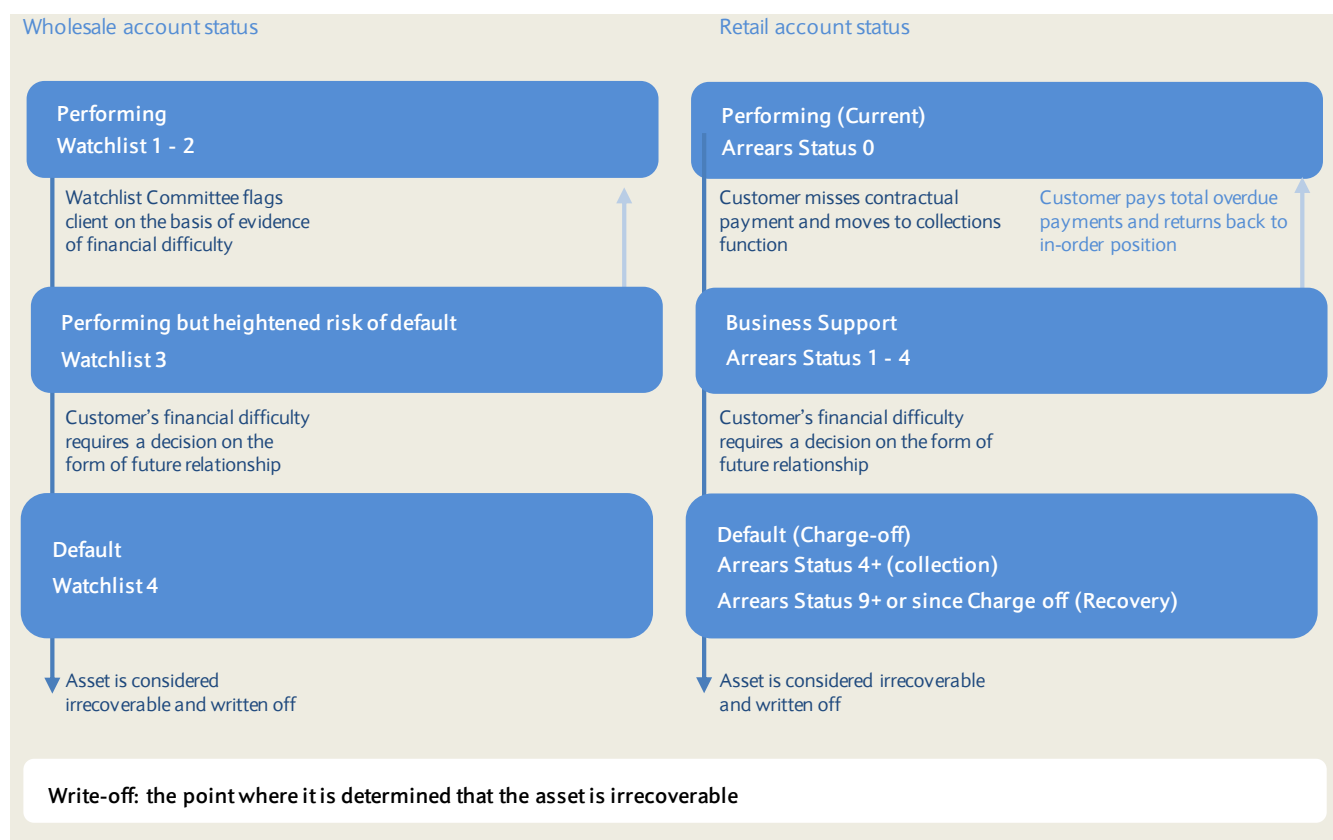 Wholesale account status
Retail account status
Performing
Watchlist 1 - 2
Performing (Current)
Arrears Status 0
Watchlist Committee flags
client on the basis of evidence
of financial difficulty
Customer misses contractual
payment and moves to collections
function
Customer pays total overdue
payments and returns back to
in-order position
Performing but heightened risk of default
Watchlist 3
Business Support
Arrears Status 1 - 4
Customer’s financial difficulty
requires a decision on the
form of future relationship
Customer’s financial difficulty
requires a decision on the form of
future relationship
Default
Watchlist 4
Default (Charge-off)
Arrears Status 4+ (collection)
Arrears Status 9+ or since Charge off (Recovery)
Asset is considered
irrecoverable and written off
Asset is considered irrecoverable
and written off
Write-off: the point where it is determined that the asset is irrecoverable